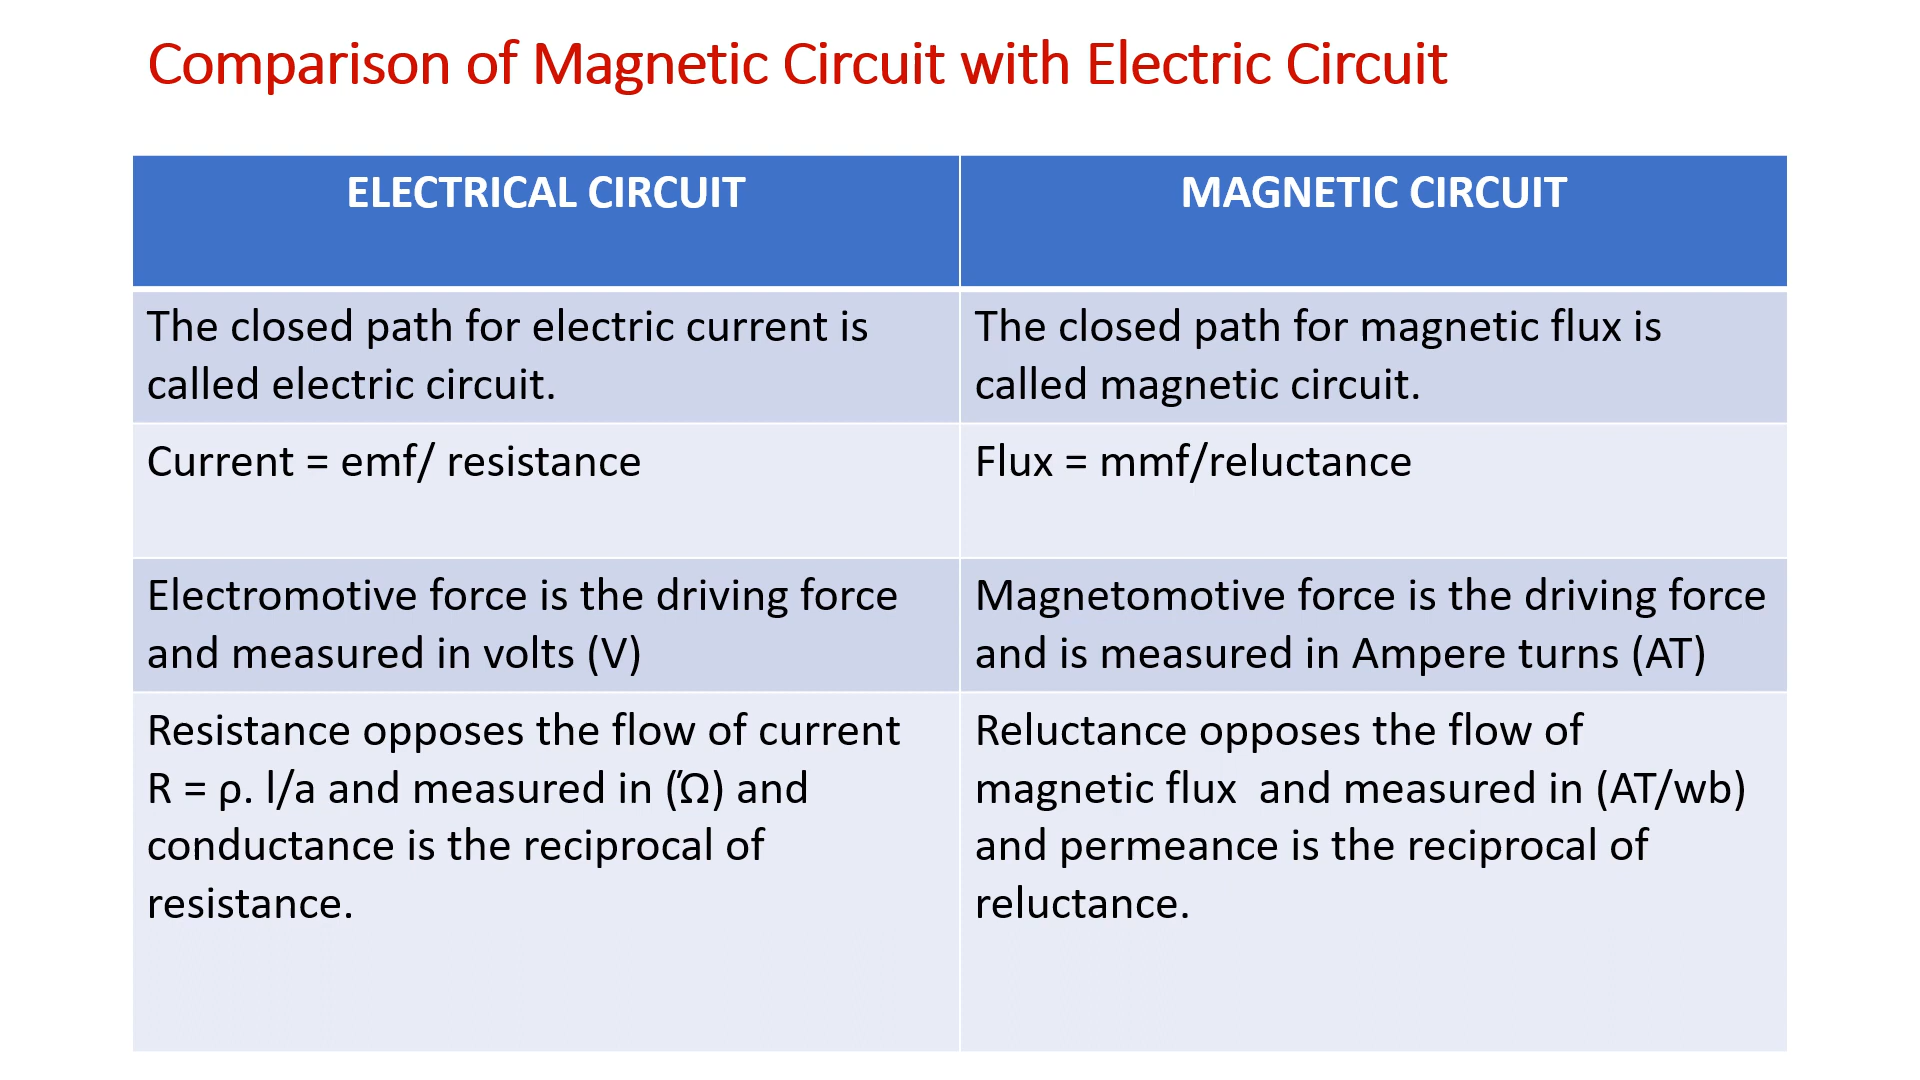 Comparison of Magnetic Circuit with Electric Circuit
ELECTRICAL CIRCUIT
MAGNETIC CIRCUIT
The closed path for electric current is
called electric circuit.
The closed path for magnetic flux is
called magnetic circuit.
Current = emf/ resistance
Flux = mmf/reluctance
Electromotive force is the driving force
and measured in volts (V)
Magnetomotive force is the driving force
and is measured in Ampere turns (AT)
Resistance opposes the flow of current
R = ρ. l/a and measured in (Ώ) and
conductance is the reciprocal of
resistance.
Reluctance opposes the flow of
magnetic flux  and measured in (AT/wb)
and permeance is the reciprocal of
reluctance.